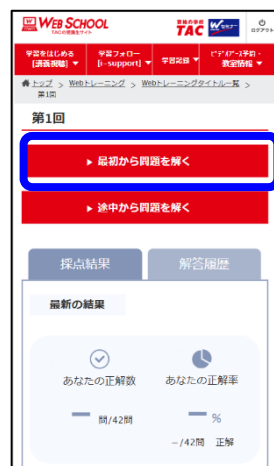 WEB SCHOOL
TACの受講生サイト
資格の学校
TAC
Wセミナー
ログアウト
学習をはじめる
[講義視聴]
学習フォロー
[i-support]
学習記録
ビデオブース予約・
教室情報
トップ > Webトレーニング > Webトレーニングタイトル一覧 >
第1回
第1回
最初から問題を解く
途中から問題を解く
採点結果
解答履歴
最新の結果
あなたの正解数
あなたの正解率
ー 問/42問
ー %
−/42問 正解